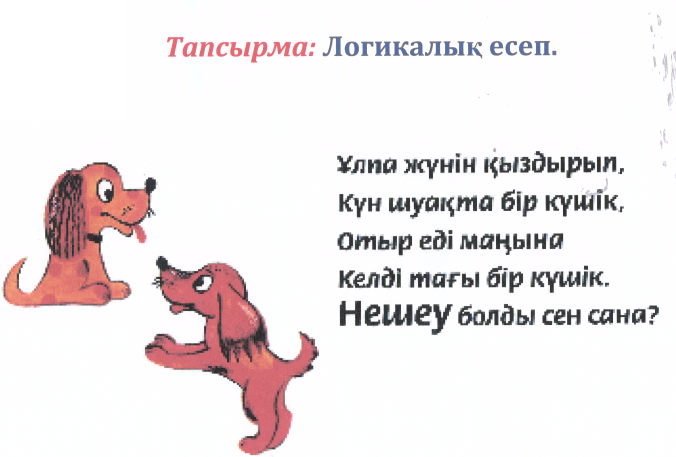 Тапсырма: Логикалық есеп.
Ұлпа жүнін қыздырып,
Күн шуақта бір күшік,
Отыр еді маңына
Келді тағы бір күшік.
Нешеу болды сен сана?